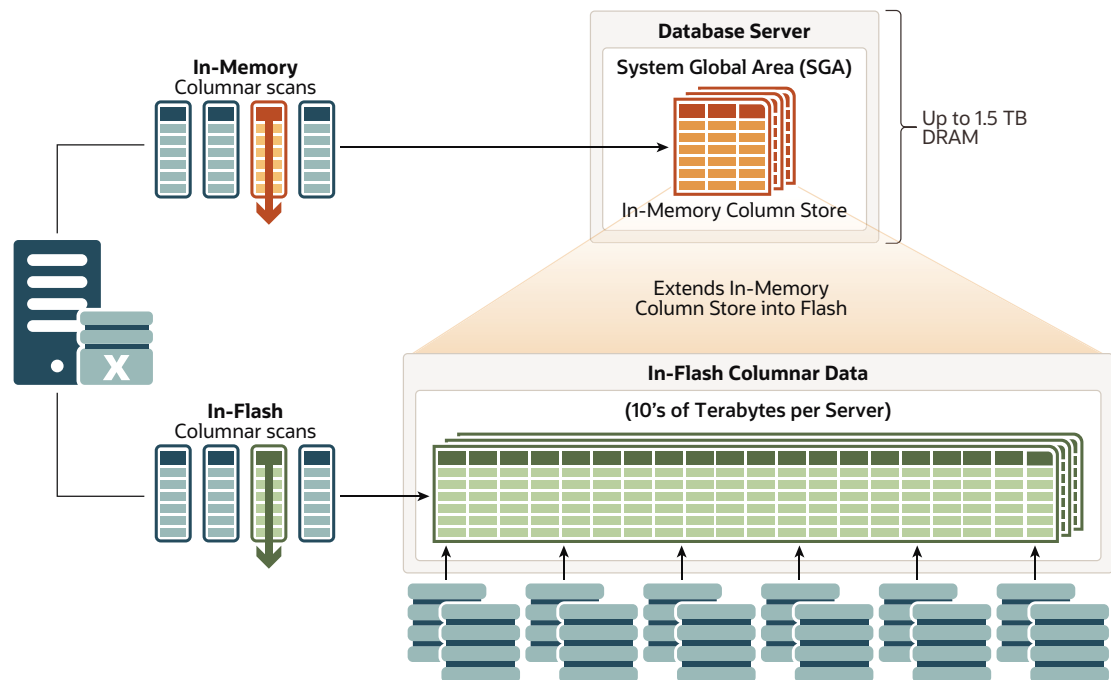 Database Server
System Global Area (SGA)
In-Memory
Columnar scans
Up to 1.5 TB
DRAM
In-Memory Column Store
Extends In-Memory
Column Store into Flash
X
In-Flash Columnar Data
(10's of Terabytes per Server)
In-Flash
Columnar scans